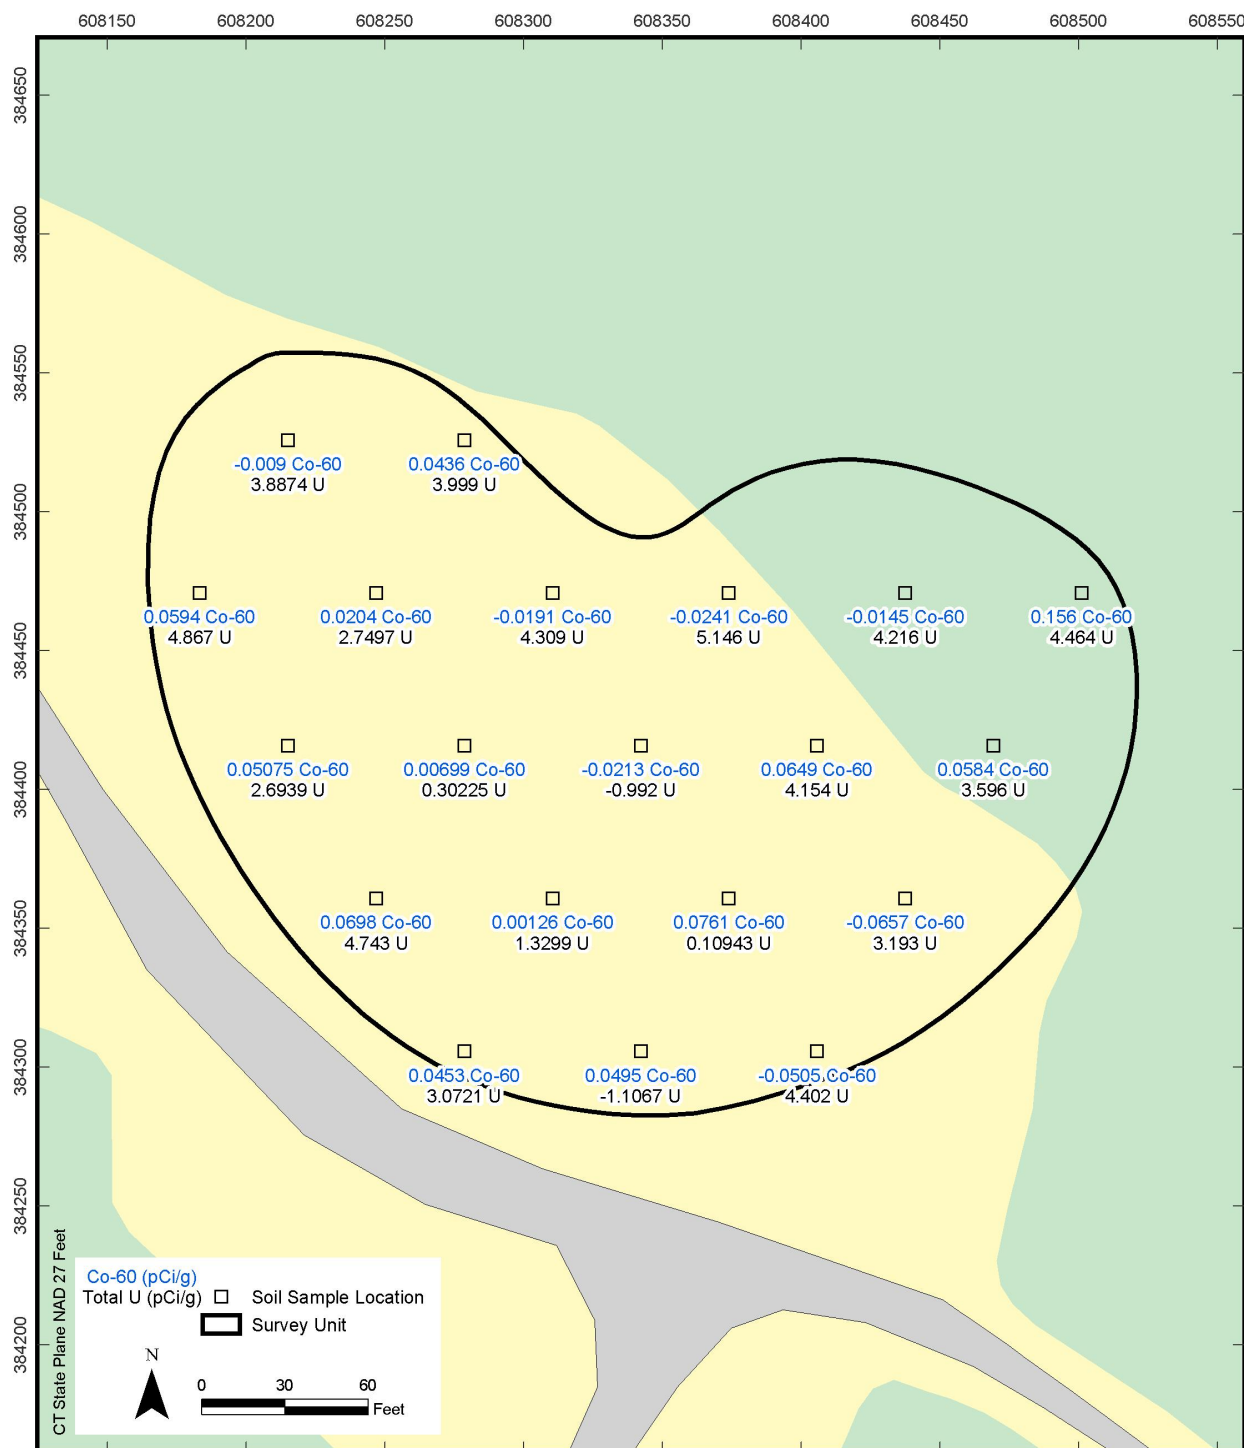 608150 608200 608250 608300 608350 608400 608450 608500 608550
384650
384600
384550
384500
384450
384400
384350
384300
384250
384200
-0.009 Co-60
3.8874 U
0.0436 Co-60
3.999 U
0.0594 Co-60
4.867 U
0.0204 Co-60
2.7497 U
-0.0191 Co-60
4.309 U
-0.0241 Co-60
5.146 U
-0.0145 Co-60
4.216 U
0.156 Co-60
4.464 U
0.05075 Co-60
2.6939 U
0.00699 Co-60
0.30225 U
-0.0213 Co-60
-0.992 U
0.0649 Co-60
4.154 U
0.0584 Co-60
3.596 U
0.0698 Co-60
4.743 U
0.00126 Co-60
1.3299 U
0.0761 Co-60
0.10943 U
-0.0657 Co-60
3.193 U
0.0453 Co-60
3.0721 U
0.0495 Co-60
-1.1067 U
-0.0505 Co-60
4.402 U
CT State Plane NAD 27 Feet
Co-60 (pCi/g)
Total U (pCi/g) Soil Sample Location
Survey Unit
N
0 30 60
Feet